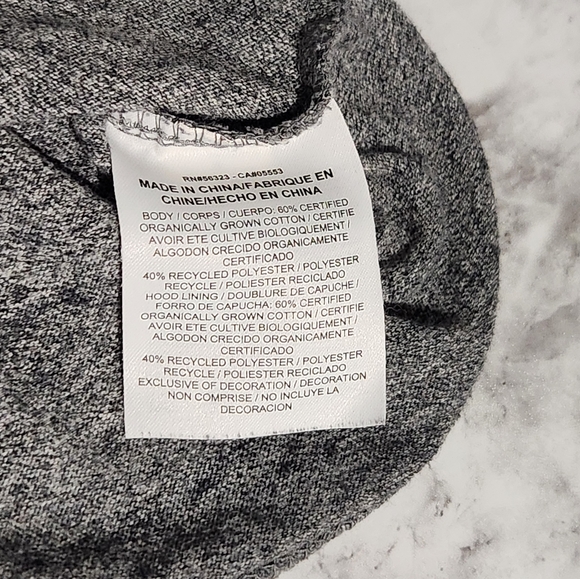 RN#56323 - CA#05553
MADE IN CHINA/FABRIQUE EN
CHINE/HECHO EN CHINA
BODY / CORPS / CUERPO: 60% CERTIFIED
ORGANICALLY GROWN COTTON / CERTIFIE
AVOIR ETE CULTIVE BIOLOGIQUEMENT /
ALGODON CRECIDO ORGANICAMENTE
CERTIFICADO
40% RECYCLED POLYESTER / POLYESTER
RECYCLE / POLIESTER RECICLADO
HOOD LINING / DOUBLURE DE CAPUCHE /
FORRO DE CAPUCHA: 60% CERTIFIED
ORGANICALLY GROWN COTTON / CERTIFIE
AVOIR ETE CULTIVE BIOLOGIQUEMENT /
ALGODON CRECIDO ORGANICAMENTE
CERTIFICADO
40% RECYCLED POLYESTER / POLYESTER
RECYCLE / POLIESTER RECICLADO
EXCLUSIVE OF DECORATION / DECORATION
NON COMPRISE / NO INCLUYE LA
DECORACION